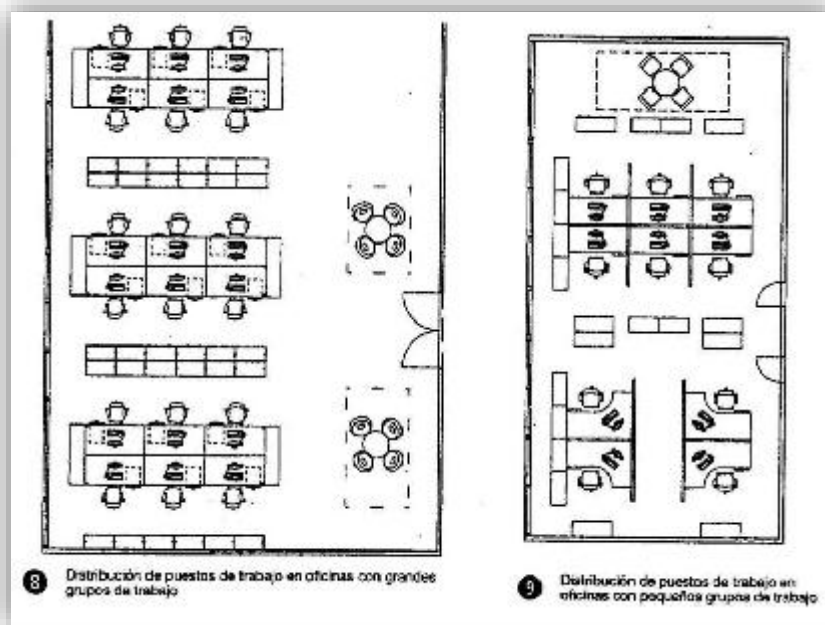 8 Distribución de puestos de trabajo en oficinas con grandes
grupos de trabajo
9 Distribución de puestos de trabajo en
oficinas con pequeños grupos de trabajo